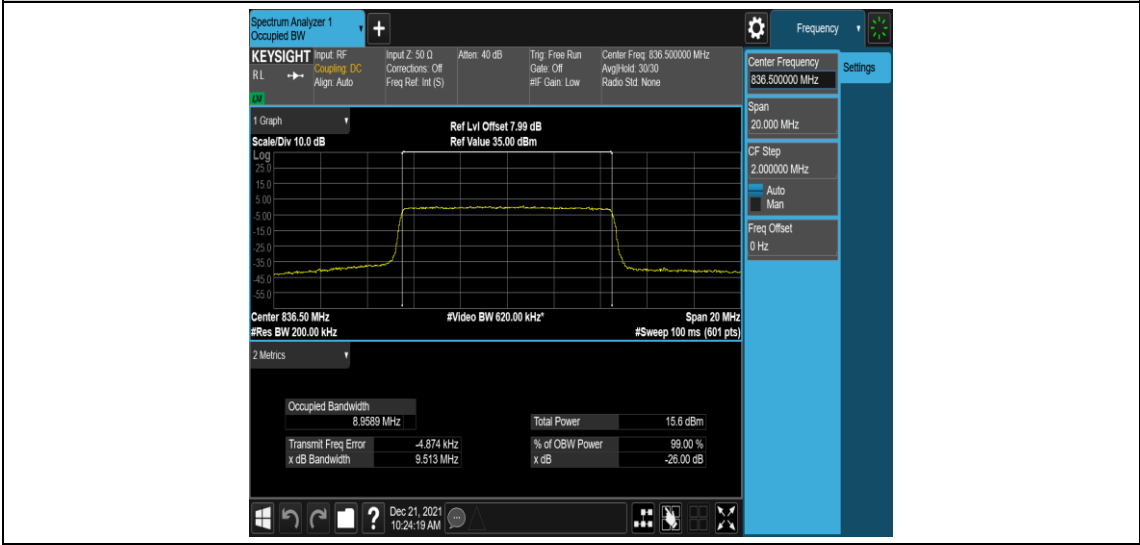 Spectrum Analyzer 1
Occupied BW
+
Frequency
KEYSIGHT
RL
LXI
Input: RF
Coupling: DC
Align: Auto
Input Z: 50 Ω
Corrections: Off
Freq Ref: Int (S)
Atten: 40 dB
Trig: Free Run
Gate: Off
#IF Gain: Low
Center Freq: 836.500000 MHz
Avg|Hold: 30/30
Radio Std: None
Center Frequency
836.500000 MHz
Settings
Span
20.000 MHz
CF Step
2.000000 MHz
Auto
Man
Freq Offset
0 Hz
1 Graph
Ref Lvl Offset 7.99 dB
Scale/Div 10.0 dB
Ref Value 35.00 dBm
Log
25.0
15.0
5.00
-5.00
-15.0
-25.0
-35.0
-45.0
-55.0
Center 836.50 MHz
#Video BW 620.00 kHz*
Span 20 MHz
#Res BW 200.00 kHz
#Sweep 100 ms (601 pts)
2 Metrics
Occupied Bandwidth
8.9589 MHz
Total Power 15.6 dBm
Transmit Freq Error -4.874 kHz
% of OBW Power 99.00 %
x dB Bandwidth 9.513 MHz
x dB -26.00 dB
?
Dec 21, 2021
10:24:19 AM